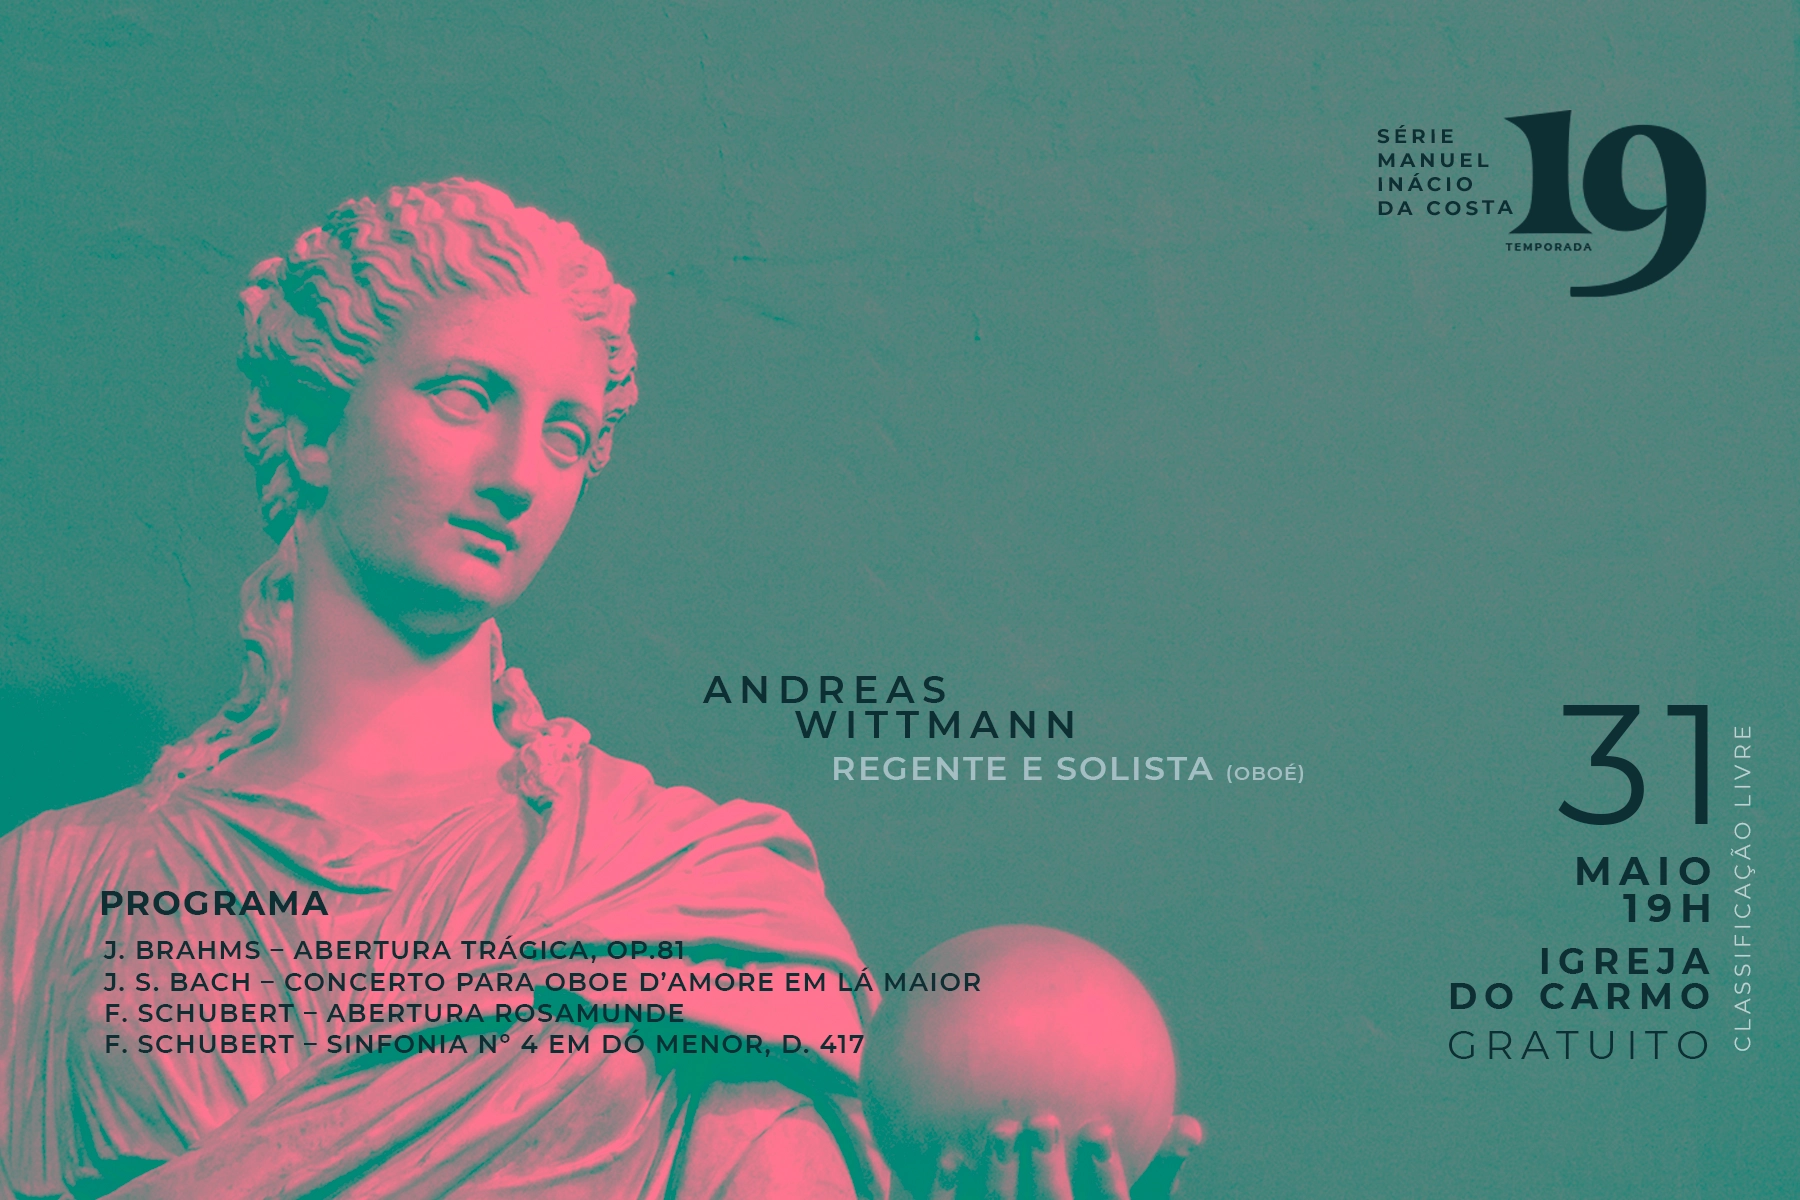 SÉRIE
MANUEL
INÁCIO
DA COSTA
19
TEMPORADA
ANDREAS
WITTMANN
REGENTE E SOLISTA (OBOÉ)
31
MAIO
19H
IGREJA
DO CARMO
GRATUITO
CLASSIFICAÇÃO LIVRE
PROGRAMA
J. BRAHMS – ABERTURA TRÁGICA, OP.81
J. S. BACH – CONCERTO PARA OBOE D’AMORE EM LÁ MAIOR
F. SCHUBERT – ABERTURA ROSAMUNDE
F. SCHUBERT – SINFONIA Nº 4 EM DÓ MENOR, D. 417